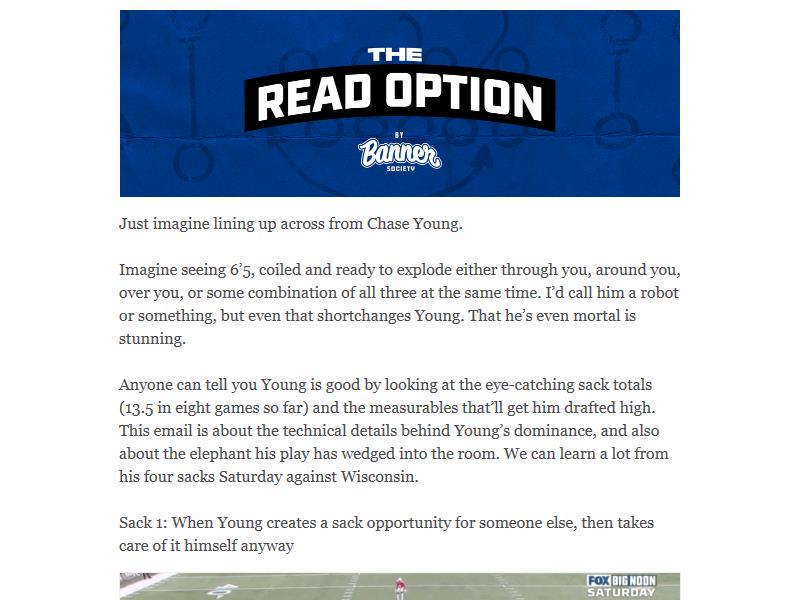 THE
READ OPTION
BY
Banner
SOCIETY
Just imagine lining up across from Chase Young.
Imagine seeing 6’5, coiled and ready to explode either through you, around you,
over you, or some combination of all three at the same time. I’d call him a robot
or something, but even that shortchanges Young. That he’s even mortal is
stunning.
Anyone can tell you Young is good by looking at the eye-catching sack totals
(13.5 in eight games so far) and the measurables that’ll get him drafted high.
This email is about the technical details behind Young’s dominance, and also
about the elephant his play has wedged into the room. We can learn a lot from
his four sacks Saturday against Wisconsin.
Sack 1: When Young creates a sack opportunity for someone else, then takes
care of it himself anyway
FOX BIG NOON
SATURDAY